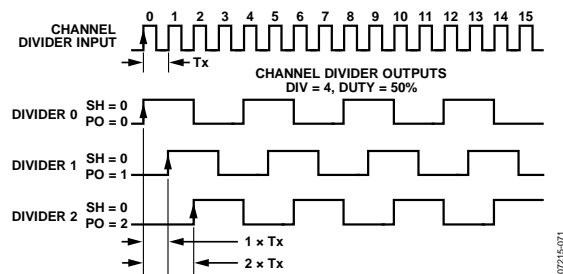 0 1 2 3 4 5 6 7 8 9 10 11 12 13 14 15
CHANNEL
DIVIDER INPUT
Tx
CHANNEL DIVIDER OUTPUTS
DIV = 4, DUTY = 50%
DIVIDER 0
SH = 0
PO = 0
DIVIDER 1
SH = 0
PO = 1
DIVIDER 2
SH = 0
PO = 2
1 × Tx
2 × Tx
07215-071